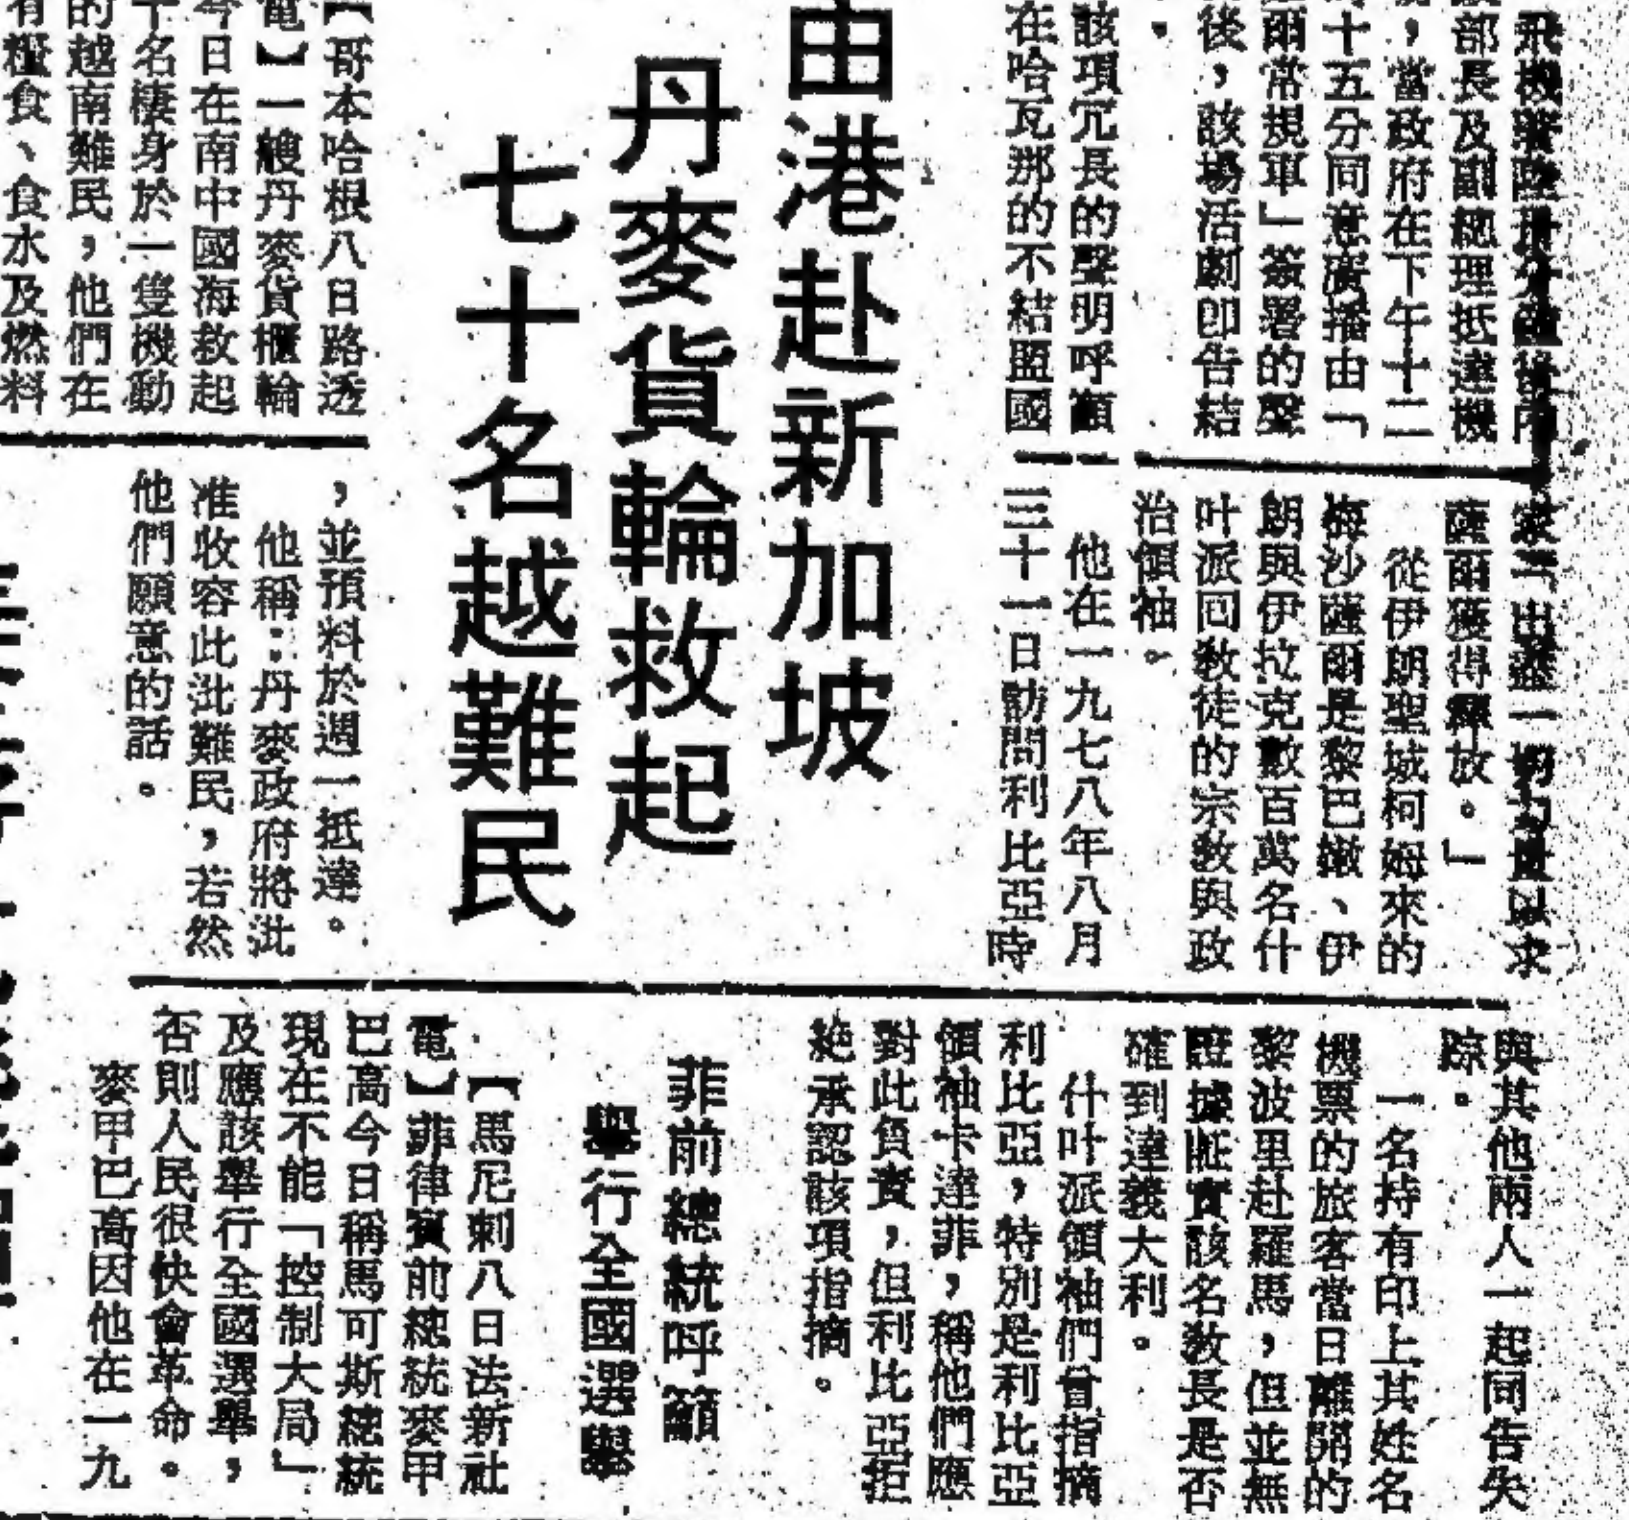 飛機
部長及副總理抵達機
，當政府在下午十二
十五分同意廣播由「
爾常規軍」簽署的聲
後，該場活劇即告結
。
該項冗長的聲明呼籲
在哈瓦那的不結盟國
家「出盡一切力量以求
薩爾獲得釋放。」
從伊朗聖城柯姆來的
梅沙薩爾是黎巴嫩、伊
朗與伊拉克數百萬名什
叶派回教徒的宗教與政
治領袖。
他在一九七八年八月
三十一日訪問利比亞時
與其他兩人一起同告失
踪。
一名持有印上其姓名
機票的旅客當日離開的
黎波里赴羅馬，但並無
證據証實該名教長是否
確到達義大利。
什叶派領袖們曾指摘
利比亞，特別是利比亞
領袖卡達菲，稱他們應
對此負責，但利比亞拒
絶承認該項指摘。
由港赴新加坡
丹麥貨輪救起
七十名越難民
【哥本哈根八日路透
電】一艘丹麥貨櫃輪
今日在南中國海救起
十名棲身於一隻機動
的越南難民，他們在
有糧食、食水及燃料
，並預料於週一抵達。
他稱：丹麥政府將批
准收容此批難民，若然
他們願意的話。
菲前總統呼籲
舉行全國選舉
【馬尼剌八日法新社
電】菲律賓前總統麥甲
巴高今日稱馬可斯總統
現在不能「控制大局」
及應該舉行全國選舉，
否則人民很快會革命。
麥甲巴高因他在一九